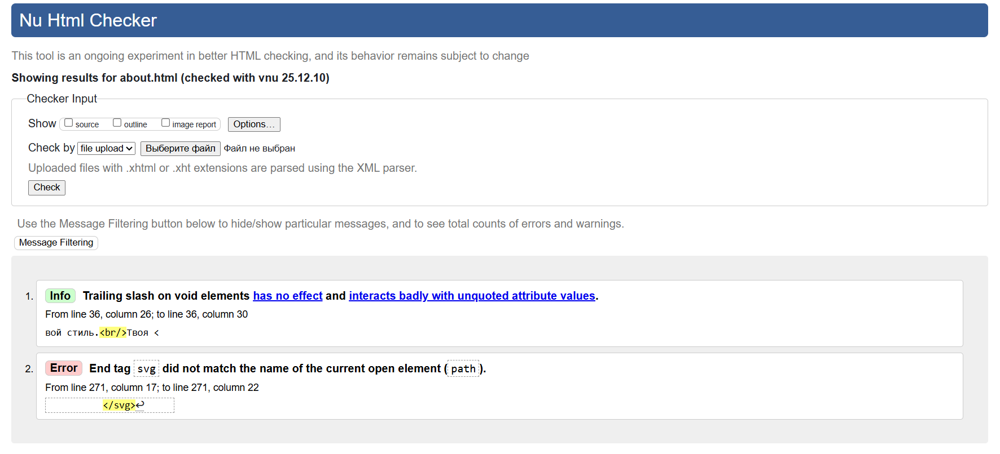 Nu Html Checker
This tool is an ongoing experiment in better HTML checking, and its behavior remains subject to change
Showing results for about.html (checked with vnu 25.12.10)
Checker Input
Show source outline image report Options…
Check by file upload Выберите файл Файл не выбран
Uploaded files with .xhtml or .xht extensions are parsed using the XML parser.
Check
Use the Message Filtering button below to hide/show particular messages, and to see total counts of errors and warnings.
Message Filtering
1. Info Trailing slash on void elements has no effect and interacts badly with unquoted attribute values.
From line 36, column 26; to line 36, column 30
вой стиль.<br/>Твоя <
2. Error End tag svg did not match the name of the current open element (path).
From line 271, column 17; to line 271, column 22
</svg>↩